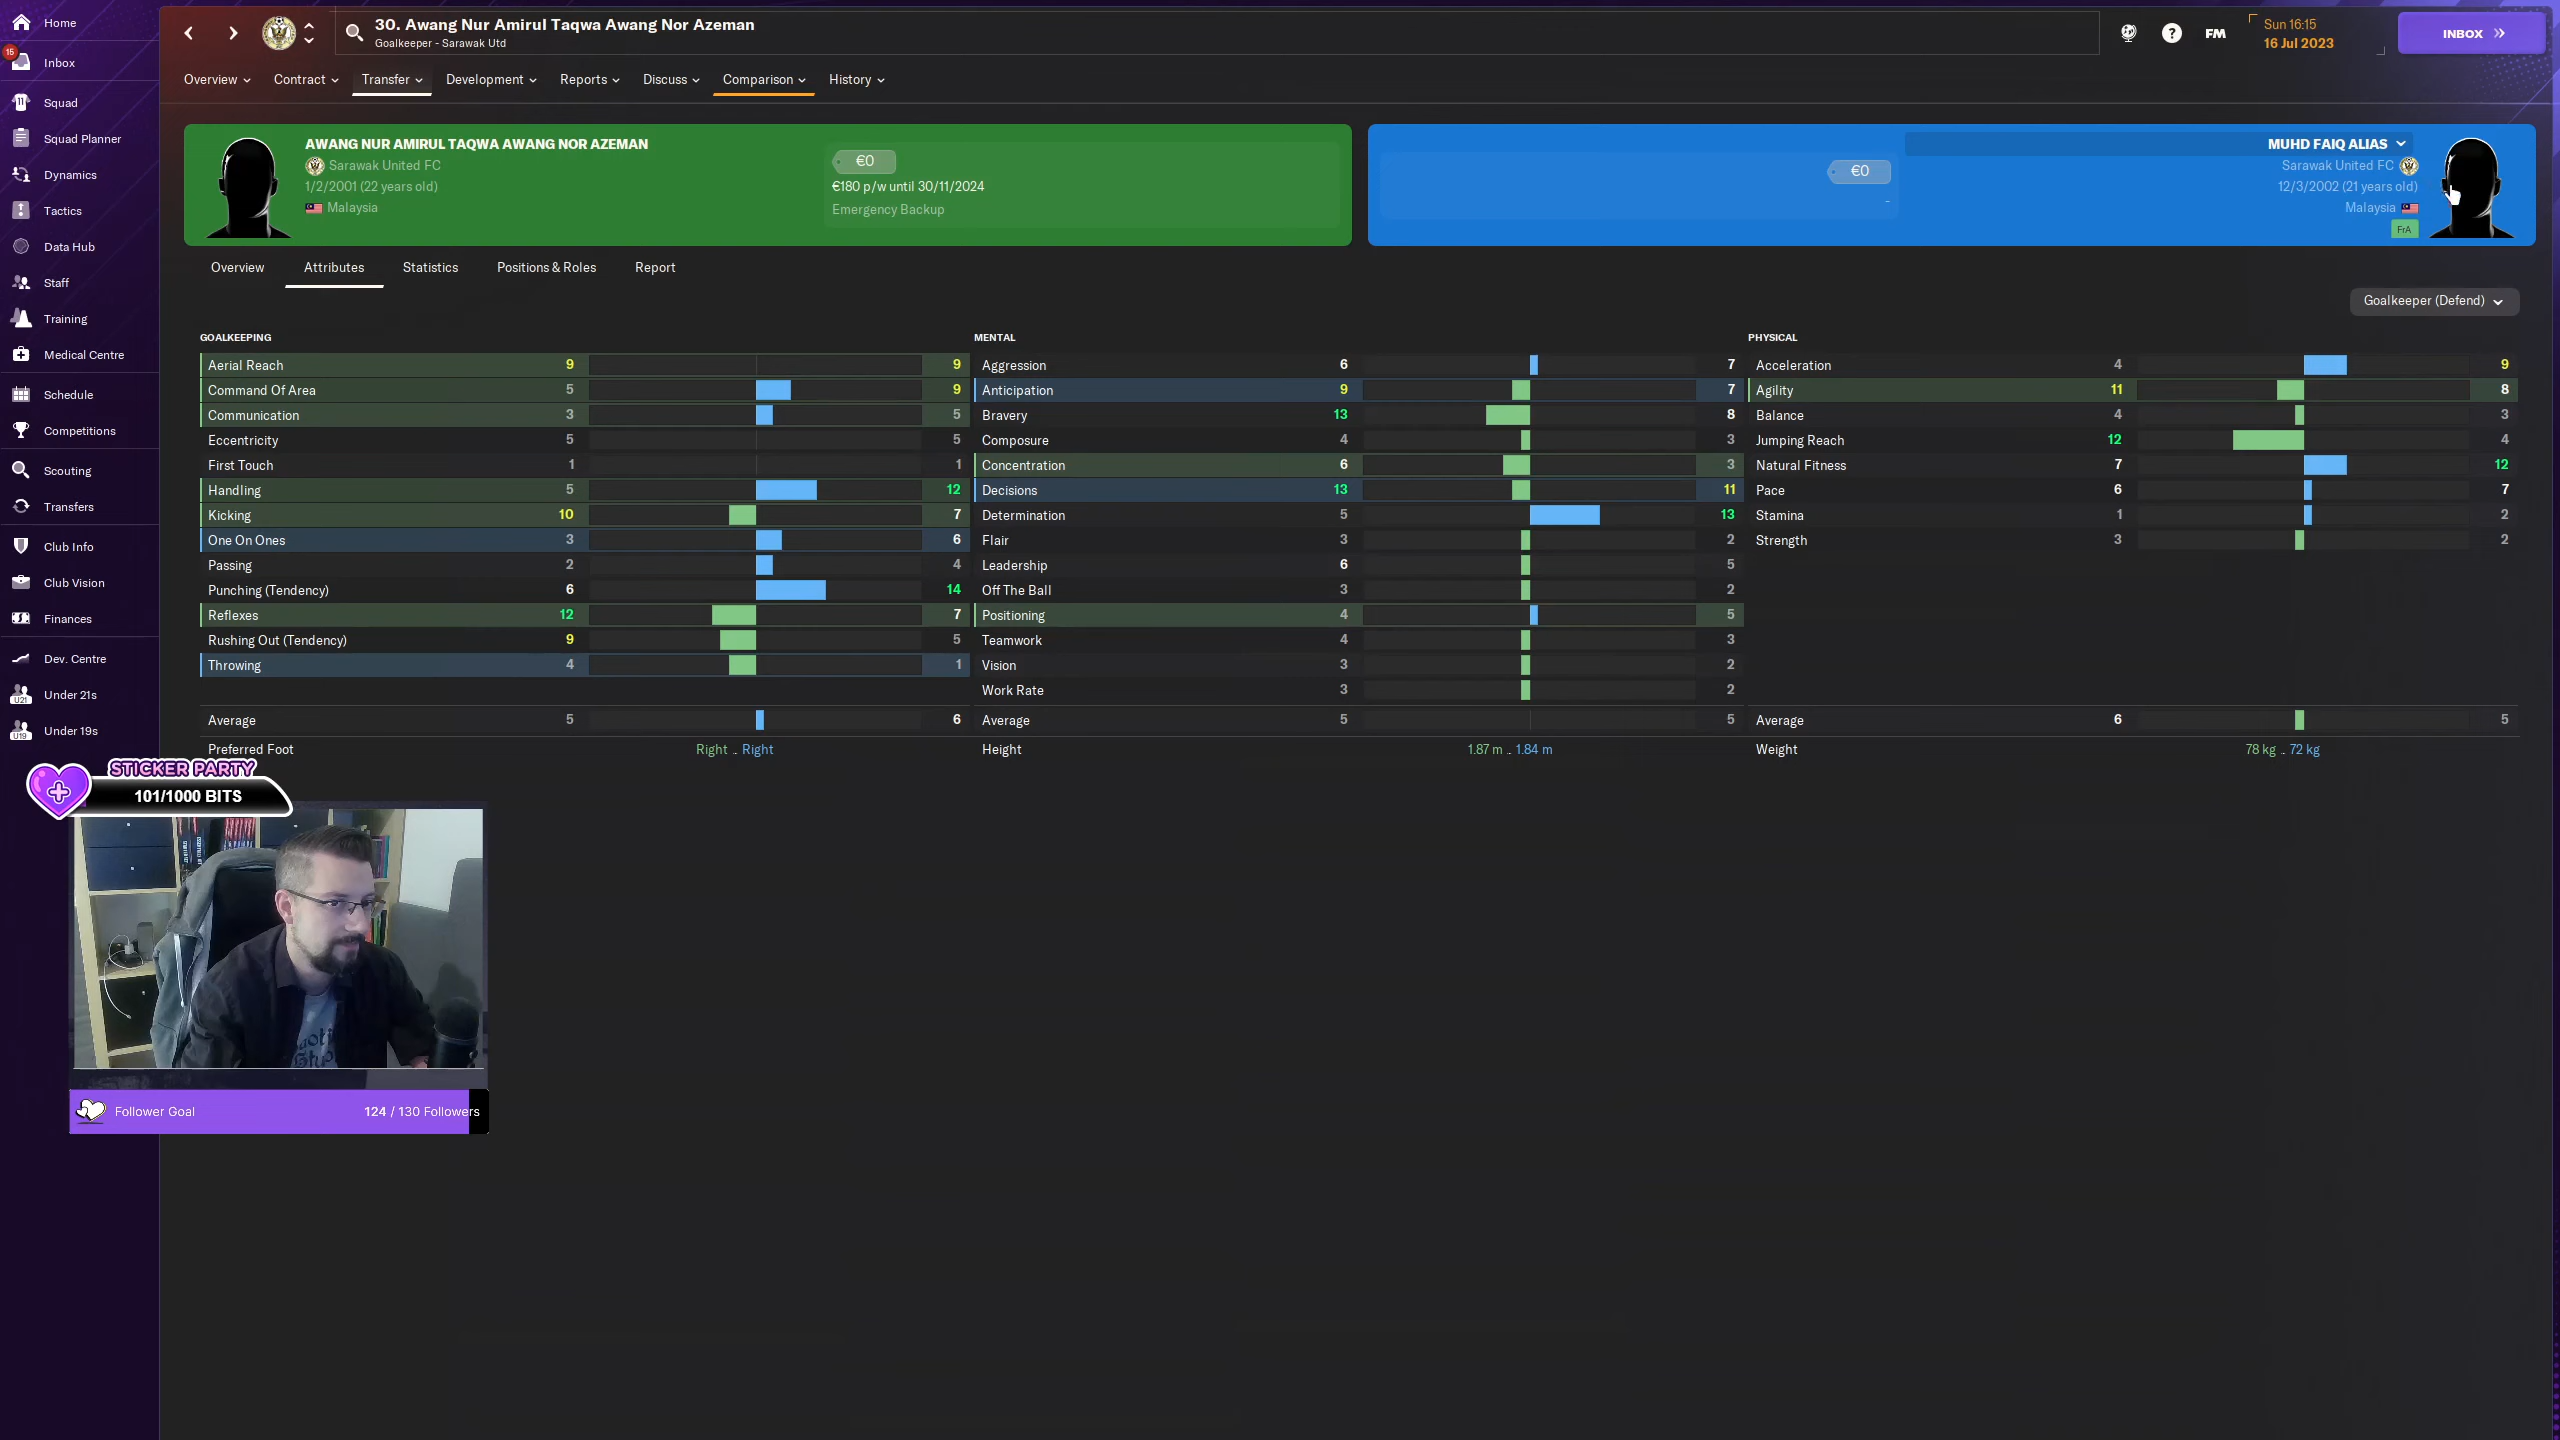 Home
15
Inbox
Squad
Squad Planner
Dynamics
Tactics
Data Hub
Staff
Training
Medical Centre
Schedule
Competitions
Scouting
Transfers
Club Info
Club Vision
Finances
Dev. Centre
U21 Under 21s
U19 Under 19s
30. Awang Nur Amirul Taqwa Awang Nor Azeman
Goalkeeper - Sarawak Utd
FM
Sun 16:15
16 Jul 2023
INBOX
Overview Contract Transfer Development Reports Discuss Comparison History
AWANG NUR AMIRUL TAQWA AWANG NOR AZEMAN
Sarawak United FC
1/2/2001 (22 years old)
Malaysia
€0
€180 p/w until 30/11/2024
Emergency Backup
€0
-
MUHD FAIQ ALIAS
Sarawak United FC
12/3/2002 (21 years old)
Malaysia
FrA
Overview Attributes Statistics Positions & Roles Report
Goalkeeper (Defend)
GOALKEEPING
Aerial Reach 9 9
Command Of Area 5 9
Communication 3 5
Eccentricity 5 5
First Touch 1 1
Handling 5 12
Kicking 10 7
One On Ones 3 6
Passing 2 4
Punching (Tendency) 6 14
Reflexes 12 7
Rushing Out (Tendency) 9 5
Throwing 4 1
Average 5 6
Preferred Foot Right .. Right
MENTAL
Aggression 6 7
Anticipation 9 7
Bravery 13 8
Composure 4 3
Concentration 6 3
Decisions 13 11
Determination 5 13
Flair 3 2
Leadership 6 5
Off The Ball 3 2
Positioning 4 5
Teamwork 4 3
Vision 3 2
Work Rate 3 2
Average 5 5
Height 1.87 m .. 1.84 m
PHYSICAL
Acceleration 4 9
Agility 11 8
Balance 4 3
Jumping Reach 12 4
Natural Fitness 7 12
Pace 6 7
Stamina 1 2
Strength 3 2
Average 6 5
Weight 78 kg .. 72 kg
STICKER PARTY
101/1000 BITS
Follower Goal 124 / 130 Followers